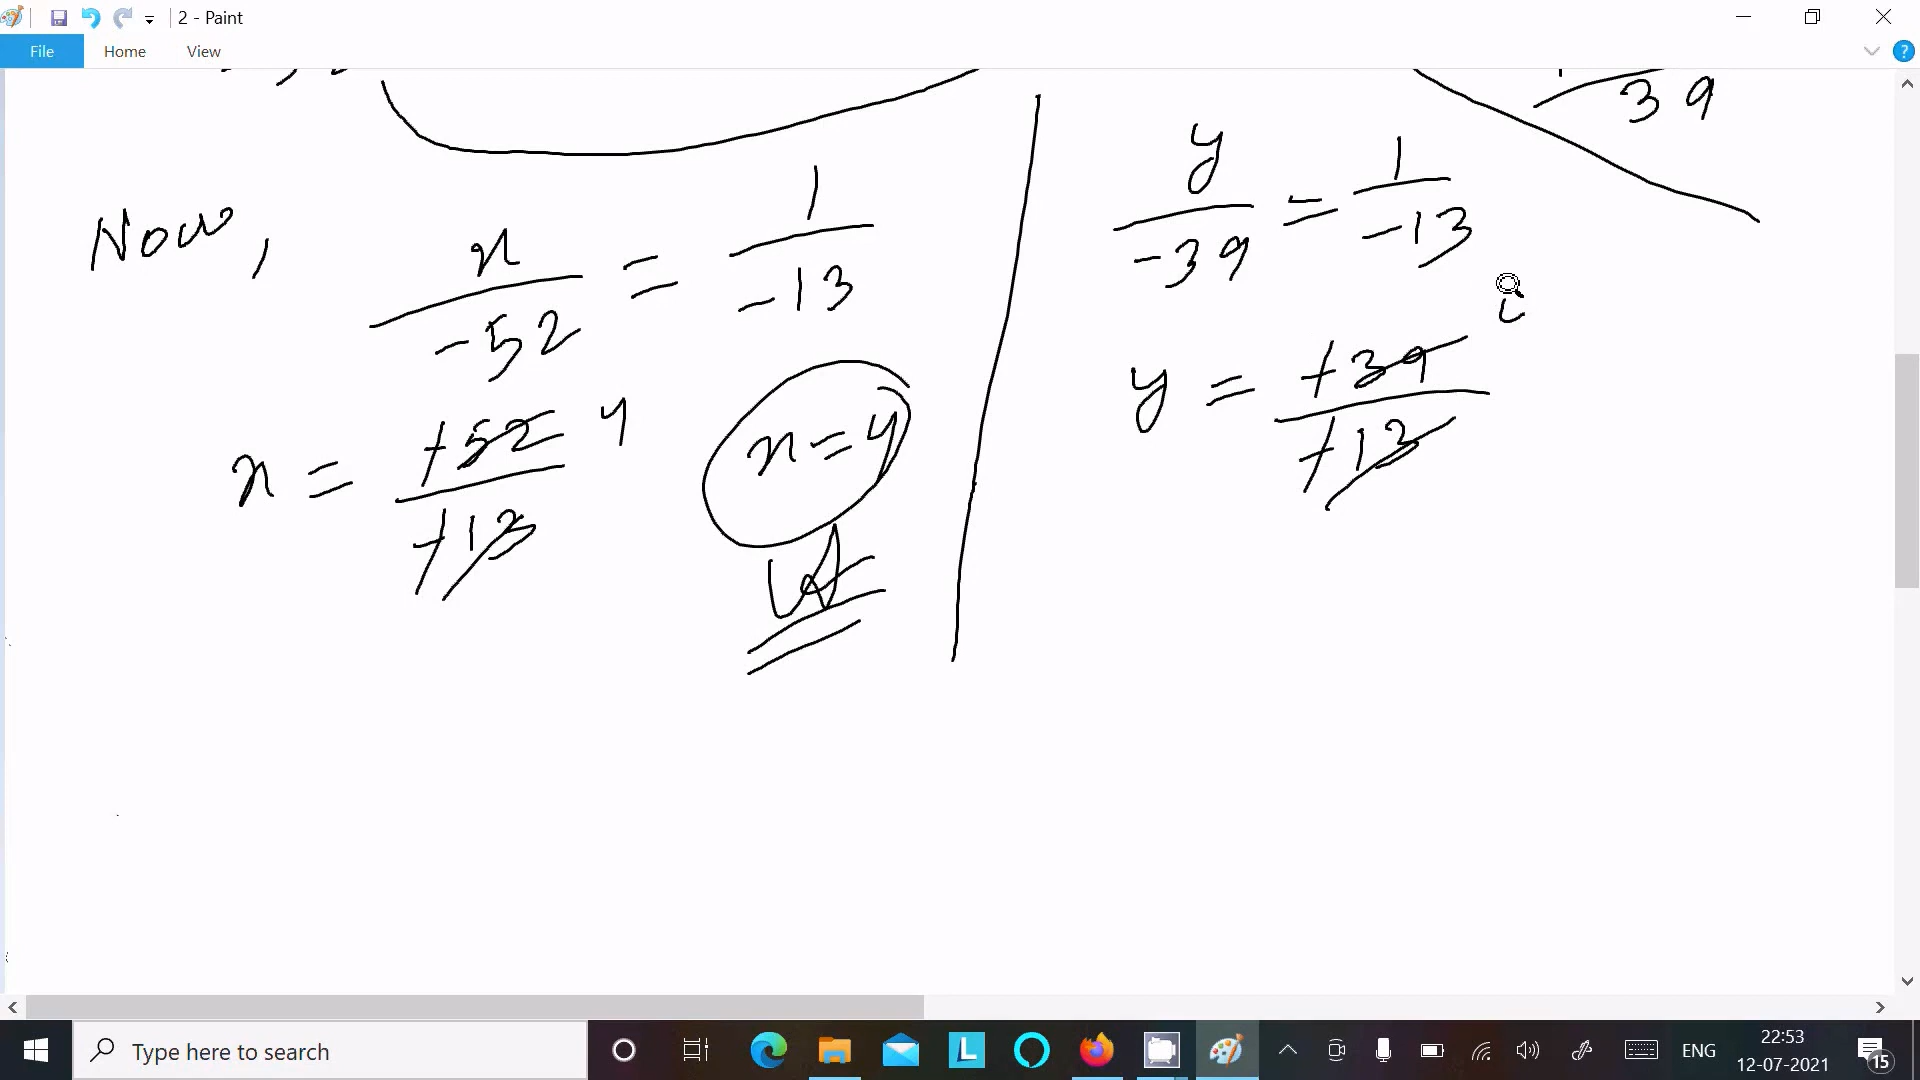 2 - Paint
File Home View
39
Now, x/-52 = 1/-13
x = +52/+13 4
x = 4
y/-39 = 1/-13
y = +39/+13
Type here to search
L
ENG
22:53
12-07-2021
15